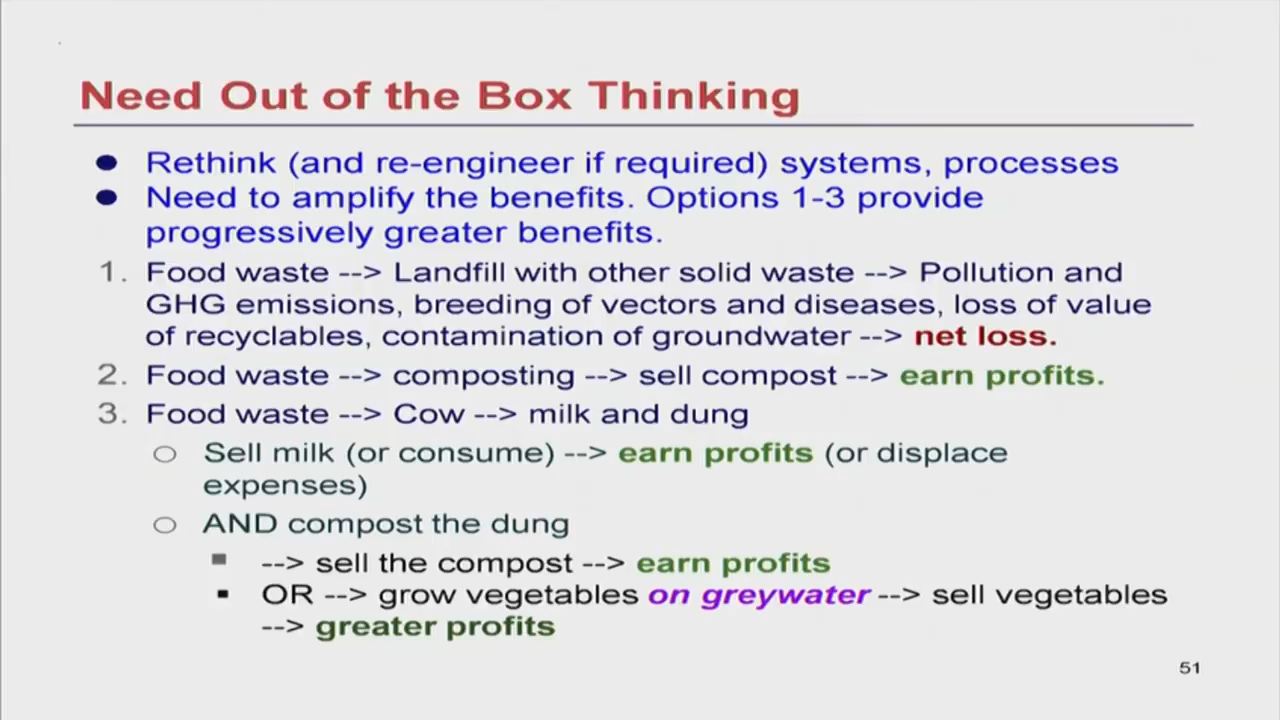 Need Out of the Box Thinking
● Rethink (and re-engineer if required) systems, processes
● Need to amplify the benefits. Options 1-3 provide
progressively greater benefits.
1. Food waste --> Landfill with other solid waste --> Pollution and
GHG emissions, breeding of vectors and diseases, loss of value
of recyclables, contamination of groundwater --> net loss.
2. Food waste --> composting --> sell compost --> earn profits.
3. Food waste --> Cow --> milk and dung
○ Sell milk (or consume) --> earn profits (or displace
expenses)
○ AND compost the dung
▪ --> sell the compost --> earn profits
▪ OR --> grow vegetables on greywater --> sell vegetables
--> greater profits
51